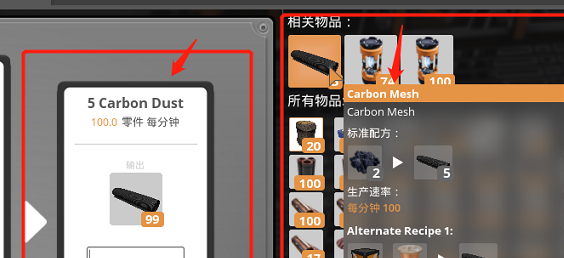 5 Carbon Dust
100.0 零件 每分钟
输出
99
相关物品：
74
100
Carbon Mesh
Carbon Mesh
所有物品
标准配方：
20
2
5
100
生产速率：
每分钟 100
100
Alternate Recipe 1:
17